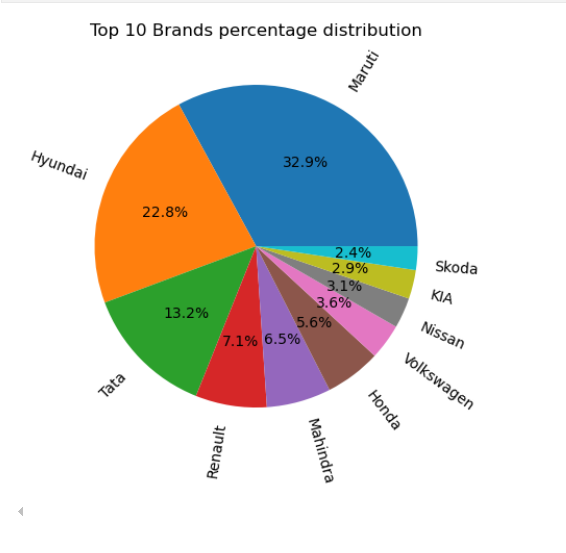 Top 10 Brands percentage distribution
Maruti
32.9%
Hyundai
22.8%
Tata
13.2%
Renault
7.1%
Mahindra
6.5%
Honda
5.6%
Volkswagen
3.6%
Nissan
3.1%
KIA
2.9%
Skoda
2.4%